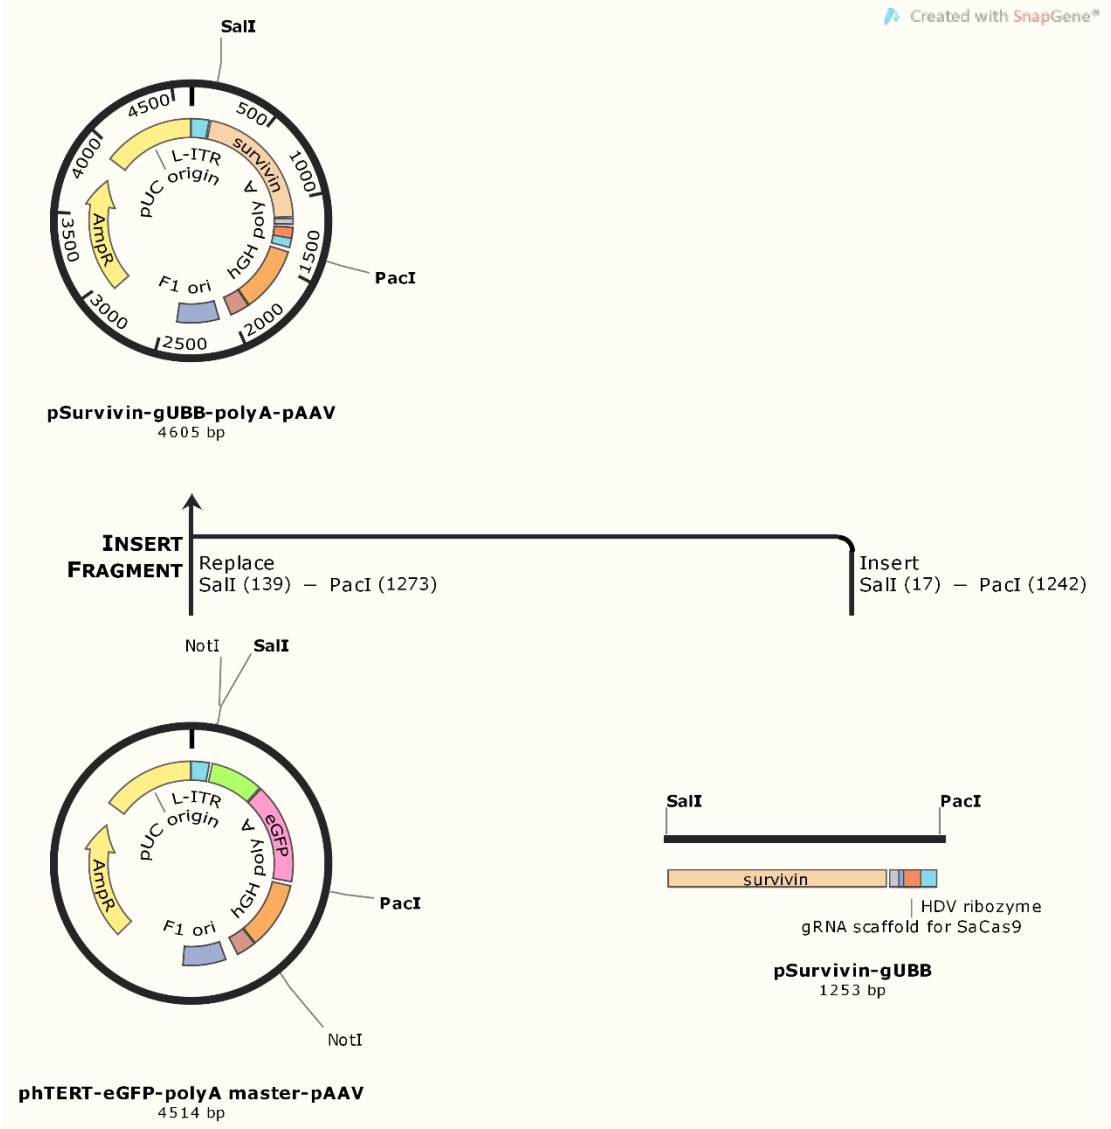 Created with SnapGene®
SalI
4500
500
4000
1000
survivin
L-ITR
pUC origin
hGH poly A
AmpR
3500
1500
PacI
F1 ori
3000
2000
2500
pSurvivin-gUBB-polyA-pAAV
4605 bp
INSERT
FRAGMENT
Replace
SalI (139) – PacI (1273)
Insert
SalI (17) – PacI (1242)
NotI
SalI
L-ITR
pUC origin
eGFP
hGH poly A
AmpR
PacI
F1 ori
NotI
phTERT-eGFP-polyA master-pAAV
4514 bp
SalI
PacI
survivin
HDV ribozyme
gRNA scaffold for SaCas9
pSurvivin-gUBB
1253 bp